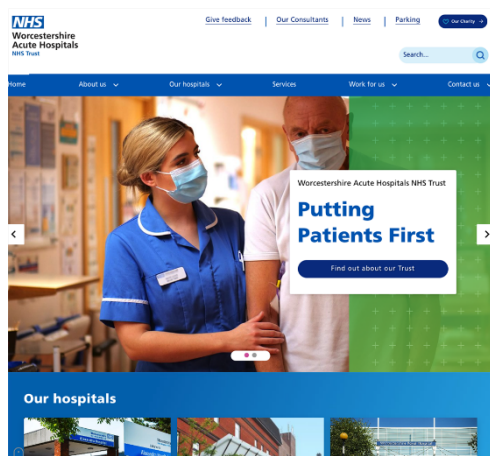 NHS
Worcestershire
Acute Hospitals
NHS Trust
Give feedback
Our Consultants
News
Parking
Our Charity
Search...
Home
About us
Our hospitals
Services
Work for us
Contact us
Worcestershire Acute Hospitals NHS Trust
Putting
Patients First
Find out about our Trust
Our hospitals